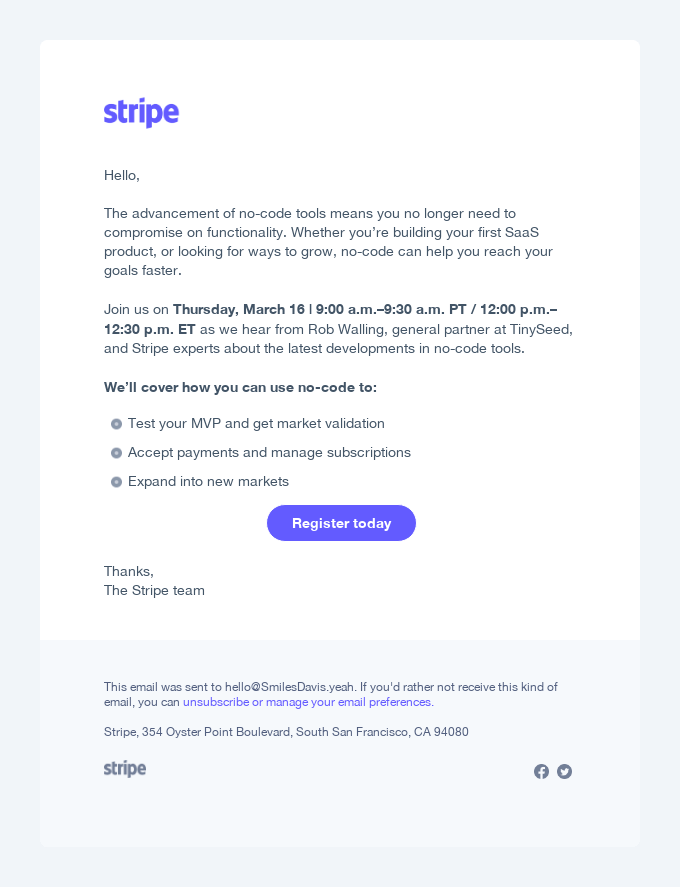 stripe
Hello,
The advancement of no-code tools means you no longer need to
compromise on functionality. Whether you’re building your first SaaS
product, or looking for ways to grow, no-code can help you reach your
goals faster.
Join us on Thursday, March 16 | 9:00 a.m.–9:30 a.m. PT / 12:00 p.m.–
12:30 p.m. ET as we hear from Rob Walling, general partner at TinySeed,
and Stripe experts about the latest developments in no-code tools.
We’ll cover how you can use no-code to:
Test your MVP and get market validation
Accept payments and manage subscriptions
Expand into new markets
Register today
Thanks,
The Stripe team
This email was sent to hello@SmilesDavis.yeah. If you'd rather not receive this kind of
email, you can unsubscribe or manage your email preferences.
Stripe, 354 Oyster Point Boulevard, South San Francisco, CA 94080
stripe